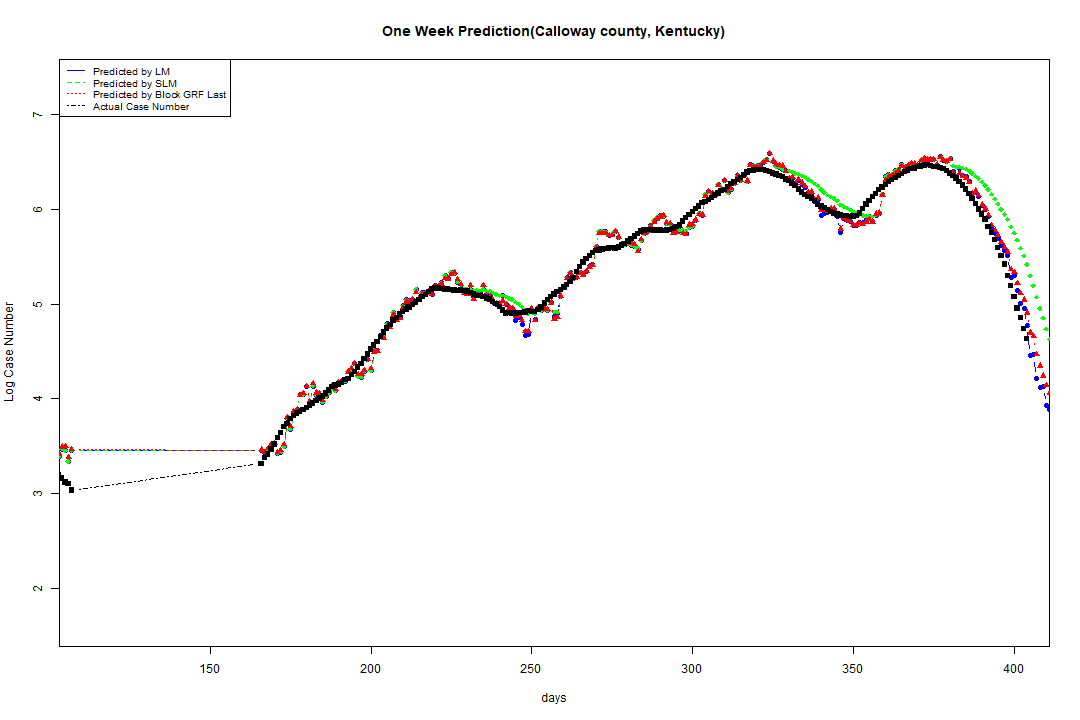 One Week Prediction(Calloway county, Kentucky)
Predicted by LM
Predicted by SLM
Predicted by Block GRF Last
Actual Case Number
7
6
5
4
3
2
Log Case Number
150 200 250 300 350 400
days